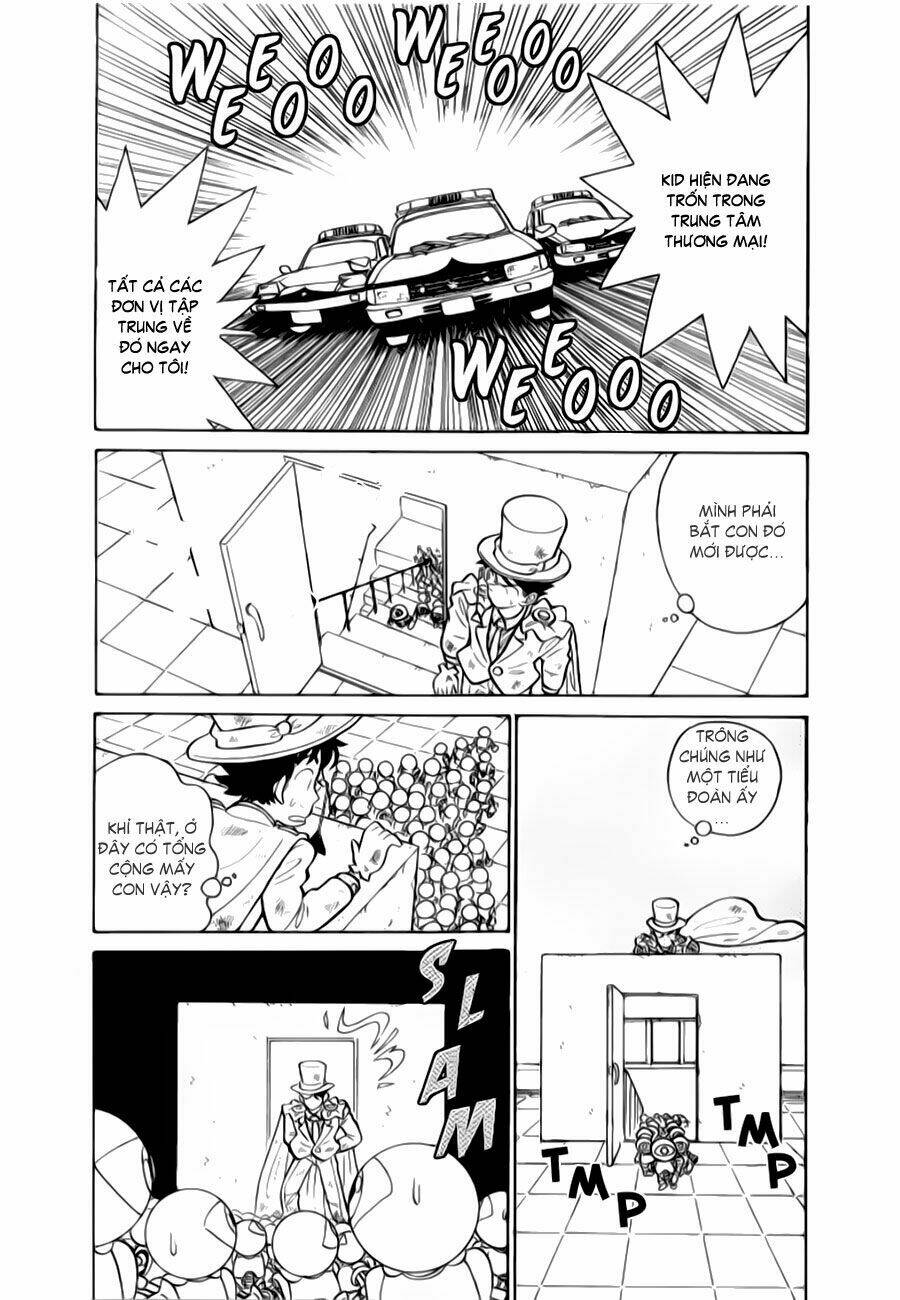 WEEOOO WEEOOO
KID HIỆN ĐANG
TRỐN TRONG
TRUNG TÂM
THƯƠNG MẠI!
TẤT CẢ CÁC
ĐƠN VỊ TẬP
TRUNG VỀ
ĐÓ NGAY
CHO TÔI!
WEEOOO
MÌNH PHẢI
BẮT CON ĐÓ
MỚI ĐƯỢC...
TRÔNG
CHÚNG NHƯ
MỘT TIỂU
ĐOÀN ẤY
...
KHỈ THẬT, Ở
ĐÂY CÓ TỔNG
CỘNG MẤY
CON VẬY?
TMP
TMP
SLAM